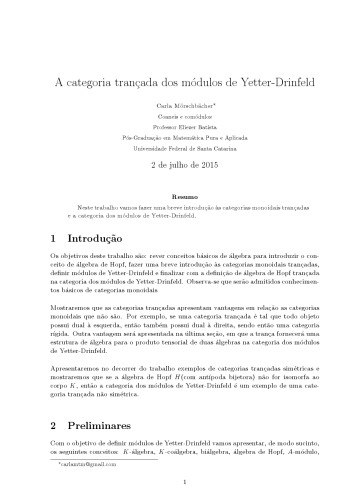 A categoria trançada dos módulos de Yetter-Drinfeld
Carla Mörschbächer*
Coaneis e comódulos
Professor Eliezer Batista
Pós-Graduação em Matemática Pura e Aplicada
Universidade Federal de Santa Catarina
2 de julho de 2015
Resumo
Neste trabalho vamos fazer uma breve introdução às categorias monoidais trançadas
e a categoria dos módulos de Yetter-Drinfeld.
1 Introdução
Os objetivos deste trabalho são: rever conceitos básicos de álgebra para introduzir o con-
ceito de álgebra de Hopf, fazer uma breve introdução às categorias monoidais trançadas,
definir módulos de Yetter-Drinfeld e finalizar com a definição de álgebra de Hopf trançada
na categoria dos módulos de Yetter-Drinfeld. Observa-se que serão admitidos conhecimen-
tos básicos de categorias monoidais
Mostraremos que as categorias trançadas apresentam vantagens em relação as categorias
monoidais que não são. Por exemplo, se uma categoria trançada é tal que todo objeto
possui dual à esquerda, então também possui dual à direita, sendo então uma categoria
rígida. Outra vantagem será apresentada na última seção, em que a trança fornecerá uma
estrutura de álgebra para o produto tensorial de duas álgebras na categoria dos módulos
de Yetter-Drinfeld.
Apresentaremos no decorrer do trabalho exemplos de categorias trançadas simétricas e
mostraremos que se a álgebra de Hopf H(com antípoda bijetora) não for isomorfa ao
corpo K, então a categoria dos módulos de Yetter-Drinfeld é um exemplo de uma cate-
goria trançada não simétrica.
2 Preliminares
Com o objetivo de definir módulos de Yetter-Drinfeld vamos apresentar, de modo sucinto,
os seguintes conceitos: K-álgebra, K-coálgebra, biálgebra, álgebra de Hopf, A-módulo,
*carlamtin@gmail.com
1